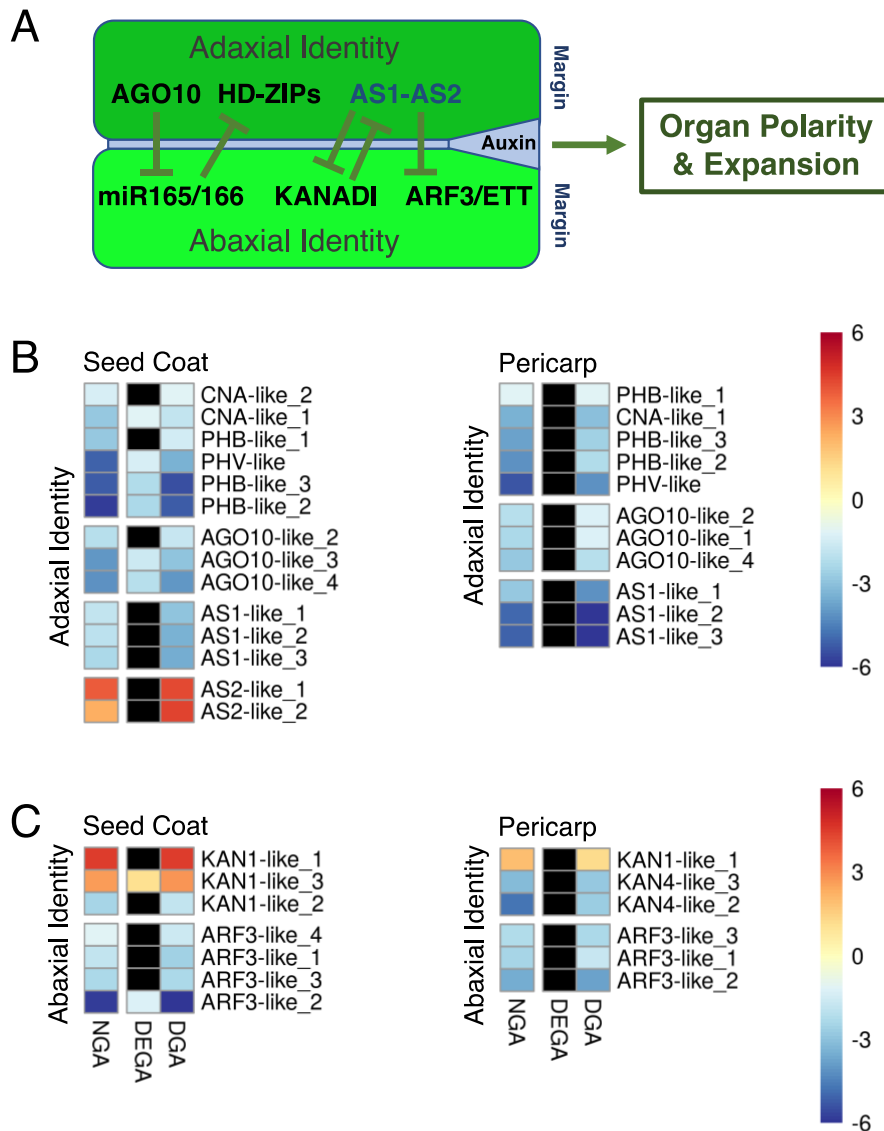 A
Adaxial Identity
AGO10 HD-ZIPs AS1-AS2
Margin
Auxin
miR165/166 KANADI ARF3/ETT
Abaxial Identity
Margin
Organ Polarity
& Expansion
B
Seed Coat
Adaxial Identity
CNA-like_2
CNA-like_1
PHB-like_1
PHV-like
PHB-like_3
PHB-like_2
AGO10-like_2
AGO10-like_3
AGO10-like_4
AS1-like_1
AS1-like_2
AS1-like_3
AS2-like_1
AS2-like_2
Pericarp
Adaxial Identity
PHB-like_1
CNA-like_1
PHB-like_3
PHB-like_2
PHV-like
AGO10-like_2
AGO10-like_1
AGO10-like_4
AS1-like_1
AS1-like_2
AS1-like_3
6
3
0
-3
-6
C
Seed Coat
Abaxial Identity
KAN1-like_1
KAN1-like_3
KAN1-like_2
ARF3-like_4
ARF3-like_1
ARF3-like_3
ARF3-like_2
NGA
DEGA
DGA
Pericarp
Abaxial Identity
KAN1-like_1
KAN4-like_3
KAN4-like_2
ARF3-like_3
ARF3-like_1
ARF3-like_2
NGA
DEGA
DGA
6
3
0
-3
-6